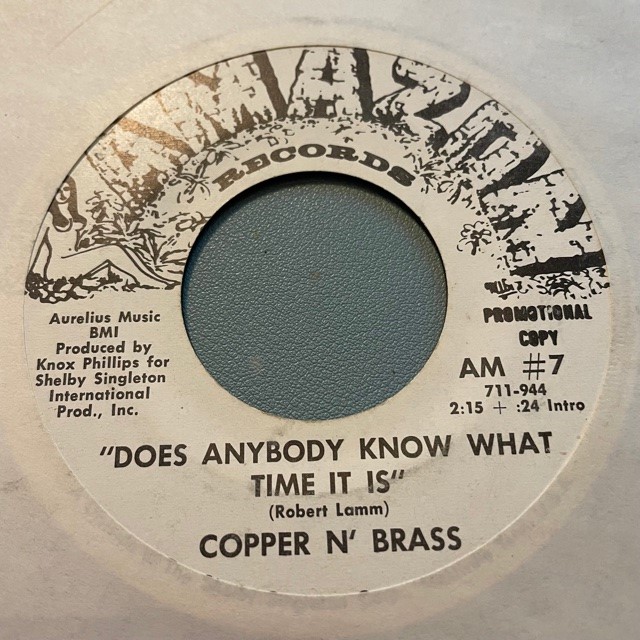 AMAZON
RECORDS
Aurelius Music
BMI
Produced by
Knox Phillips for
Shelby Singleton
International
Prod., Inc.
PROMOTIONAL
COPY
AM #7
711-944
2:15 + :24 Intro
"DOES ANYBODY KNOW WHAT
TIME IT IS"
(Robert Lamm)
COPPER N' BRASS